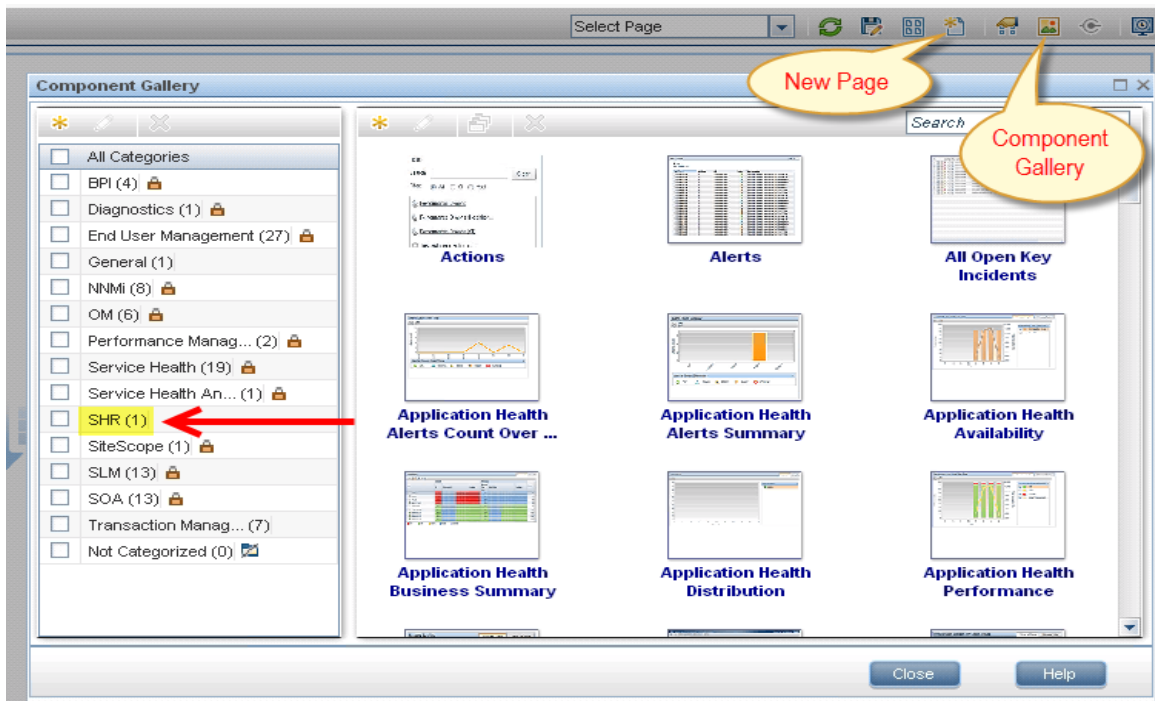 Select Page
New Page
Component Gallery
Component Gallery
Search
All Categories
BPI (4)
Diagnostics (1)
End User Management (27)
General (1)
NNMi (8)
OM (6)
Performance Manag... (2)
Service Health (19)
Service Health An... (1)
SHR (1)
SiteScope (1)
SLM (13)
SOA (13)
Transaction Manag... (7)
Not Categorized (0)
Actions
Alerts
All Open Key
Incidents
Application Health
Alerts Count Over ...
Application Health
Alerts Summary
Application Health
Availability
Application Health
Business Summary
Application Health
Distribution
Application Health
Performance
Close
Help